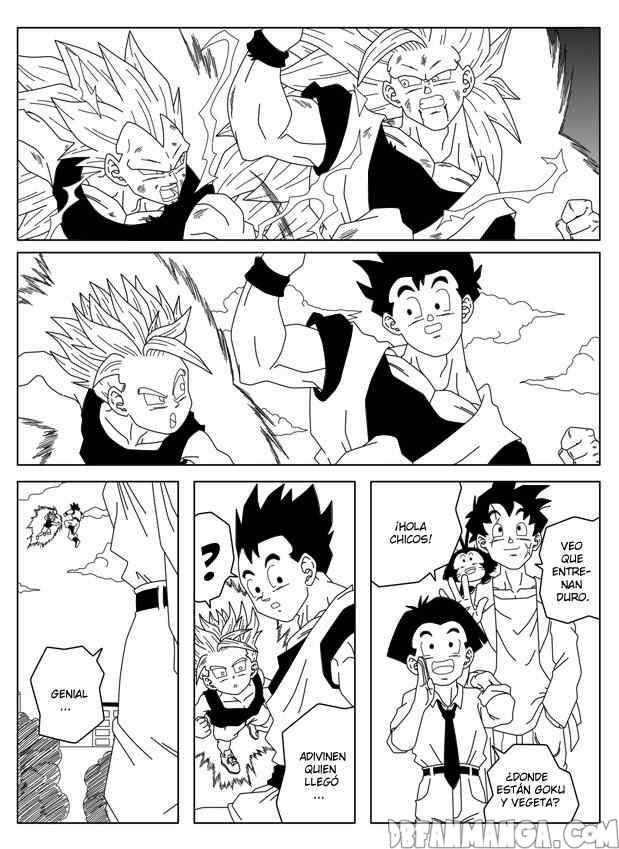 GENIAL
...
?
ADIVINEN
QUIEN
LLEGÓ
...
¡HOLA
CHICOS!
VEO
QUE
ENTRE-
NAN
DURO.
¿DONDE
ESTÁN GOKU
Y VEGETA?
DBFANMANGA.COM